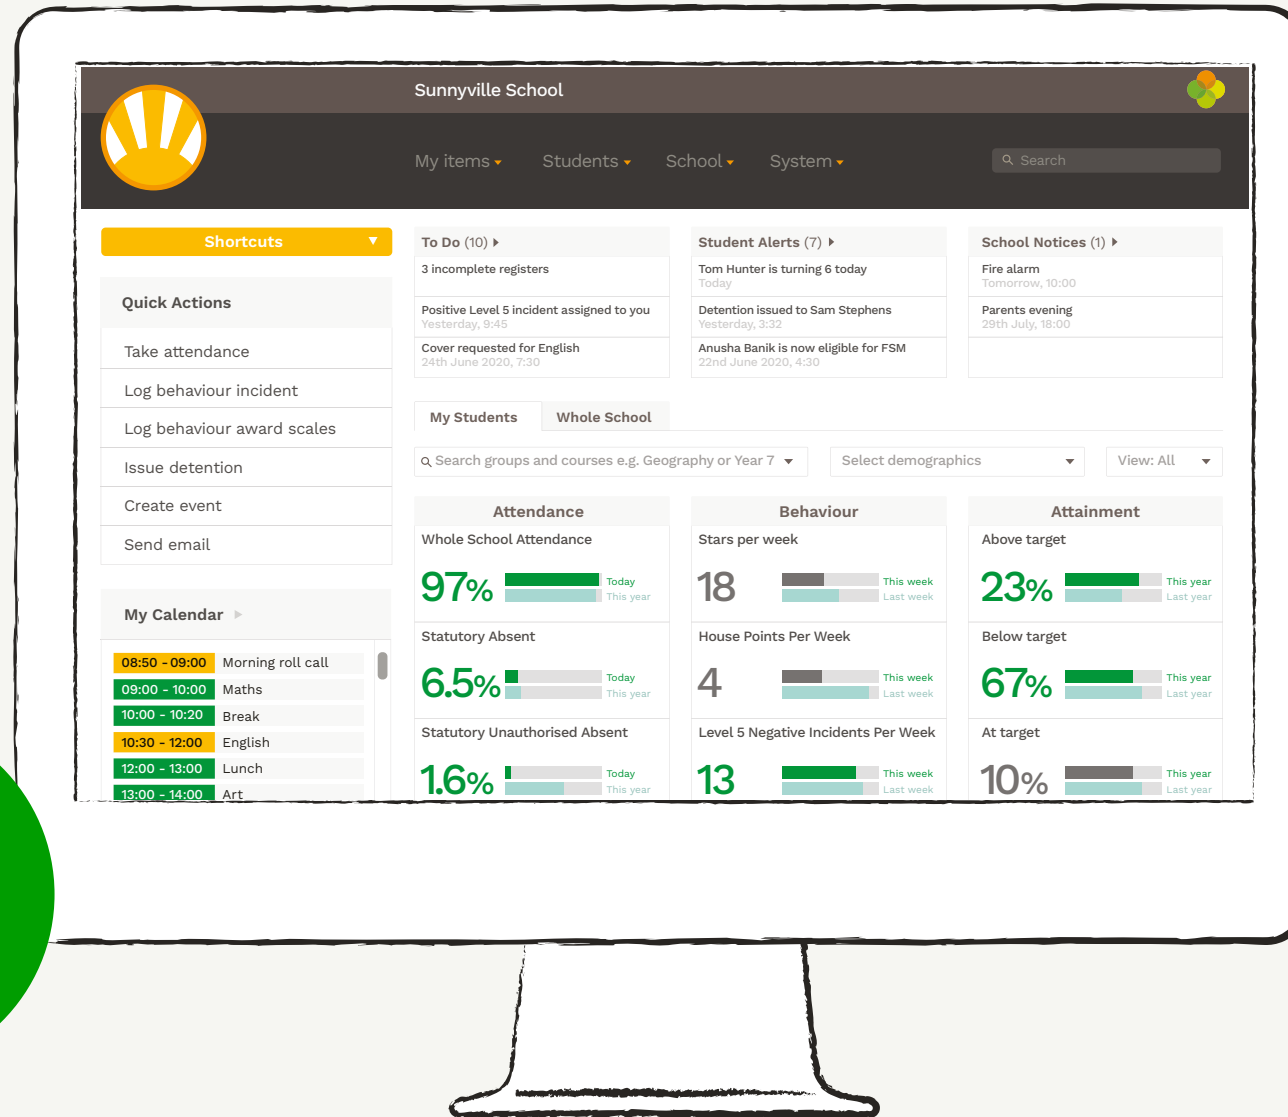 Sunnyville School
My items
Students
School
System
Search
Shortcuts
Quick Actions
Take attendance
Log behaviour incident
Log behaviour award scales
Issue detention
Create event
Send email
My Calendar
08:50 - 09:00 Morning roll call
09:00 - 10:00 Maths
10:00 - 10:20 Break
10:30 - 12:00 English
12:00 - 13:00 Lunch
13:00 - 14:00 Art
To Do (10)
3 incomplete registers
Positive Level 5 incident assigned to you
Yesterday, 9:45
Cover requested for English
24th June 2020, 7:30
Student Alerts (7)
Tom Hunter is turning 6 today
Today
Detention issued to Sam Stephens
Yesterday, 3:32
Anusha Banik is now eligible for FSM
22nd June 2020, 4:30
School Notices (1)
Fire alarm
Tomorrow, 10:00
Parents evening
29th July, 18:00
My Students
Whole School
Search groups and courses e.g. Geography or Year 7
Select demographics
View: All
Attendance
Whole School Attendance
97%
Today
This year
Statutory Absent
6.5%
Today
This year
Statutory Unauthorised Absent
1.6%
Today
This year
Behaviour
Stars per week
18
This week
Last week
House Points Per Week
4
This week
Last week
Level 5 Negative Incidents Per Week
13
This week
Last week
Attainment
Above target
23%
This year
Last year
Below target
67%
This year
Last year
At target
10%
This year
Last year